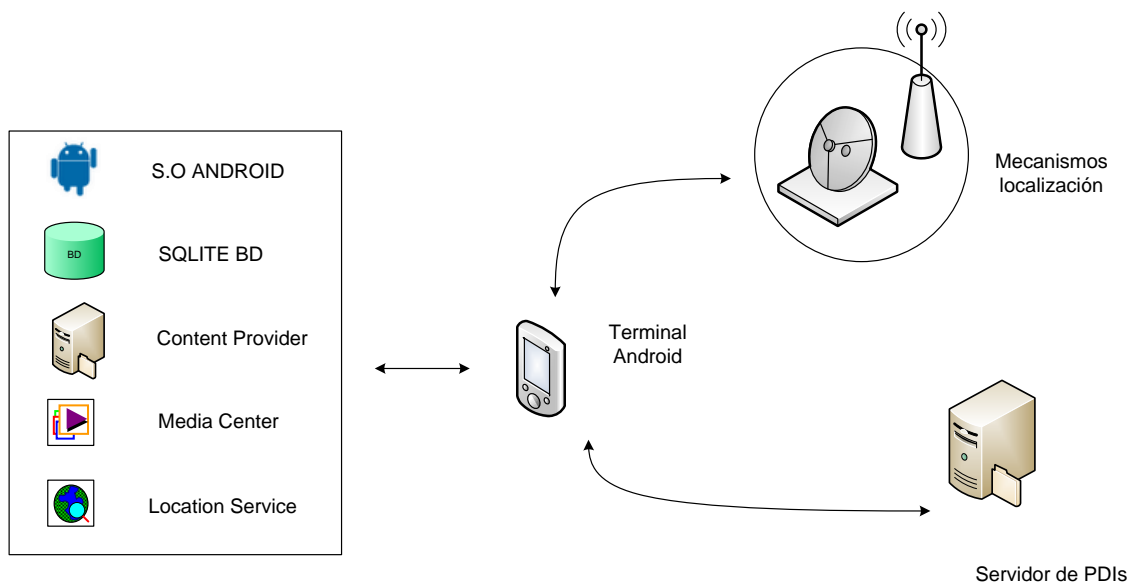 S.O ANDROID
BD
SQLITE BD
Content Provider
Media Center
Location Service
Terminal
Android
Mecanismos
localización
Servidor de PDIs